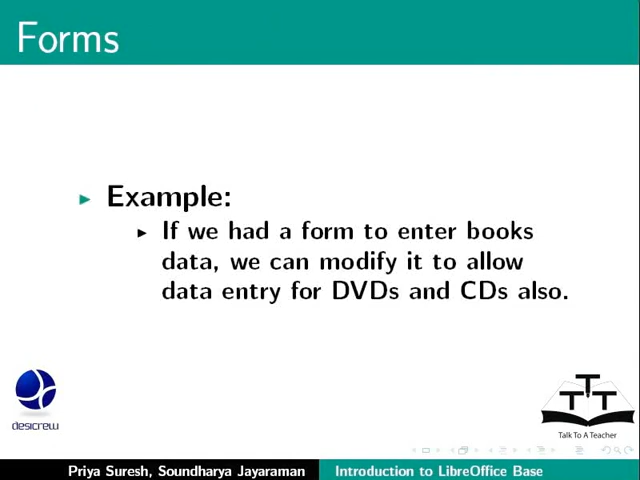 Forms
Example:
If we had a form to enter books
data, we can modify it to allow
data entry for DVDs and CDs also.
desicrew
TTT
Talk To A Teacher
Priya Suresh, Soundharya Jayaraman Introduction to LibreOffice Base